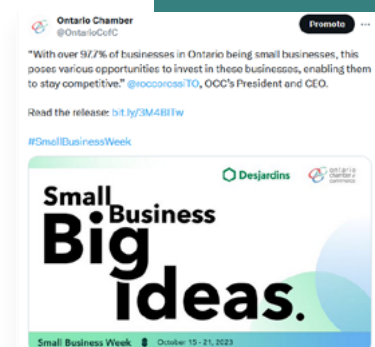 Ontario Chamber
@OntarioCofC
Promote
"With over 97.7% of businesses in Ontario being small businesses, this
poses various opportunities to invest in these businesses, enabling them
to stay competitive." @roccorossiTO, OCC's President and CEO.
Read the release: bit.ly/3M4BITw
#SmallBusinessWeek
Desjardins
ontario
chamber of
commerce
Small
Business
Big
Ideas.
Small Business Week
October 15 - 21, 2023